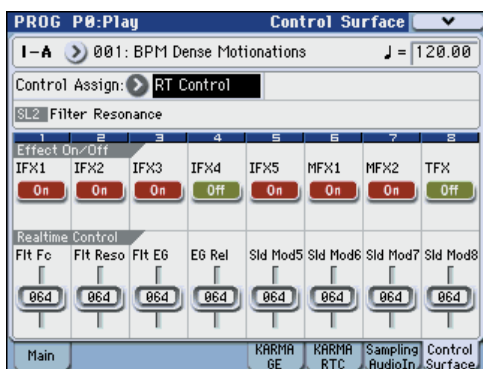 PROG P0:Play Control Surface
I-A 001: BPM Dense Motionations ♩= 120.00
Control Assign: RT Control
SL2 Filter Resonance
1 2 3 4 5 6 7 8
Effect On/Off
IFX1 IFX2 IFX3 IFX4 IFX5 MFX1 MFX2 TFX
On On On Off On On On Off
Realtime Control
Flt Fc Flt Reso Flt EG EG Rel Sld Mod5 Sld Mod6 Sld Mod7 Sld Mod8
064 064 064 064 064 064 064 064
Main KARMA GE KARMA RTC Sampling AudioIn Control Surface